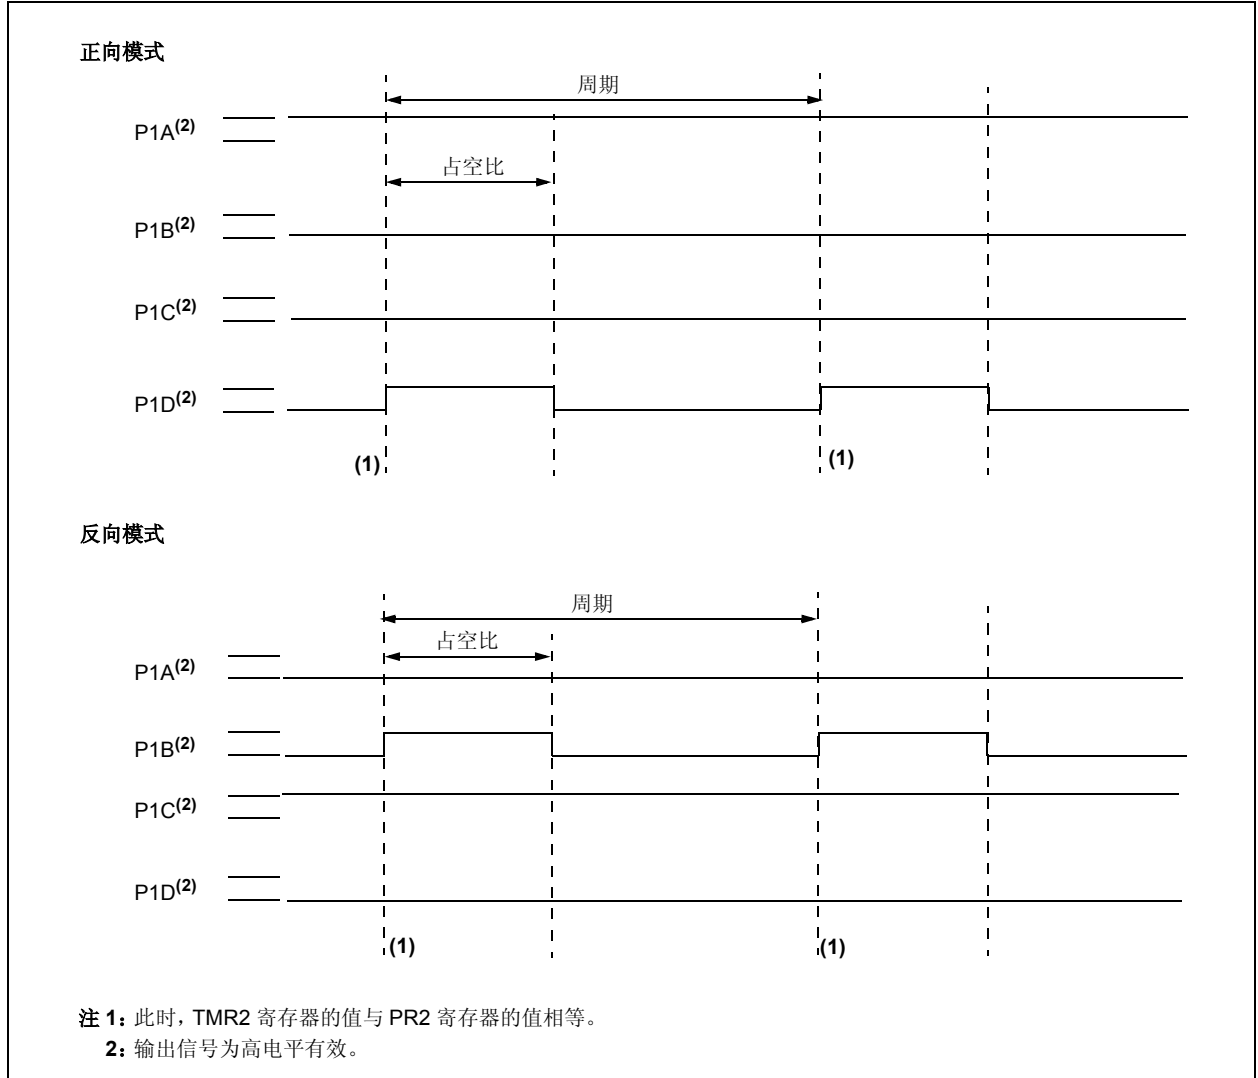 正向模式
周期
P1A(2)
占空比
P1B(2)
P1C(2)
P1D(2)
(1)
(1)
反向模式
周期
占空比
P1A(2)
P1B(2)
P1C(2)
P1D(2)
(1)
(1)
注 1: 此时，TMR2 寄存器的值与 PR2 寄存器的值相等。
2: 输出信号为高电平有效。